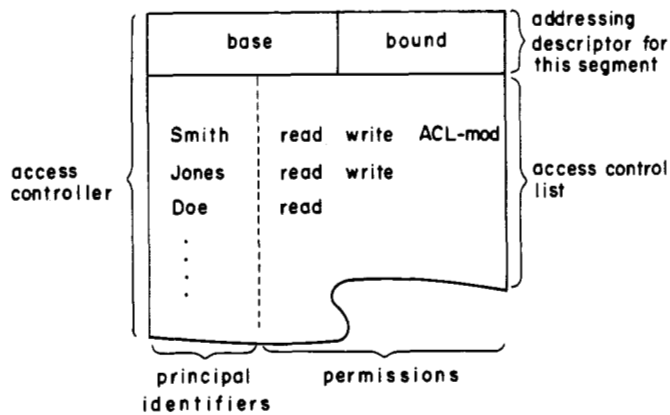 base bound
addressing
descriptor for
this segment
Smith read write ACL-mod
Jones read write
Doe read
access
controller
access control
list
principal
identifiers
permissions